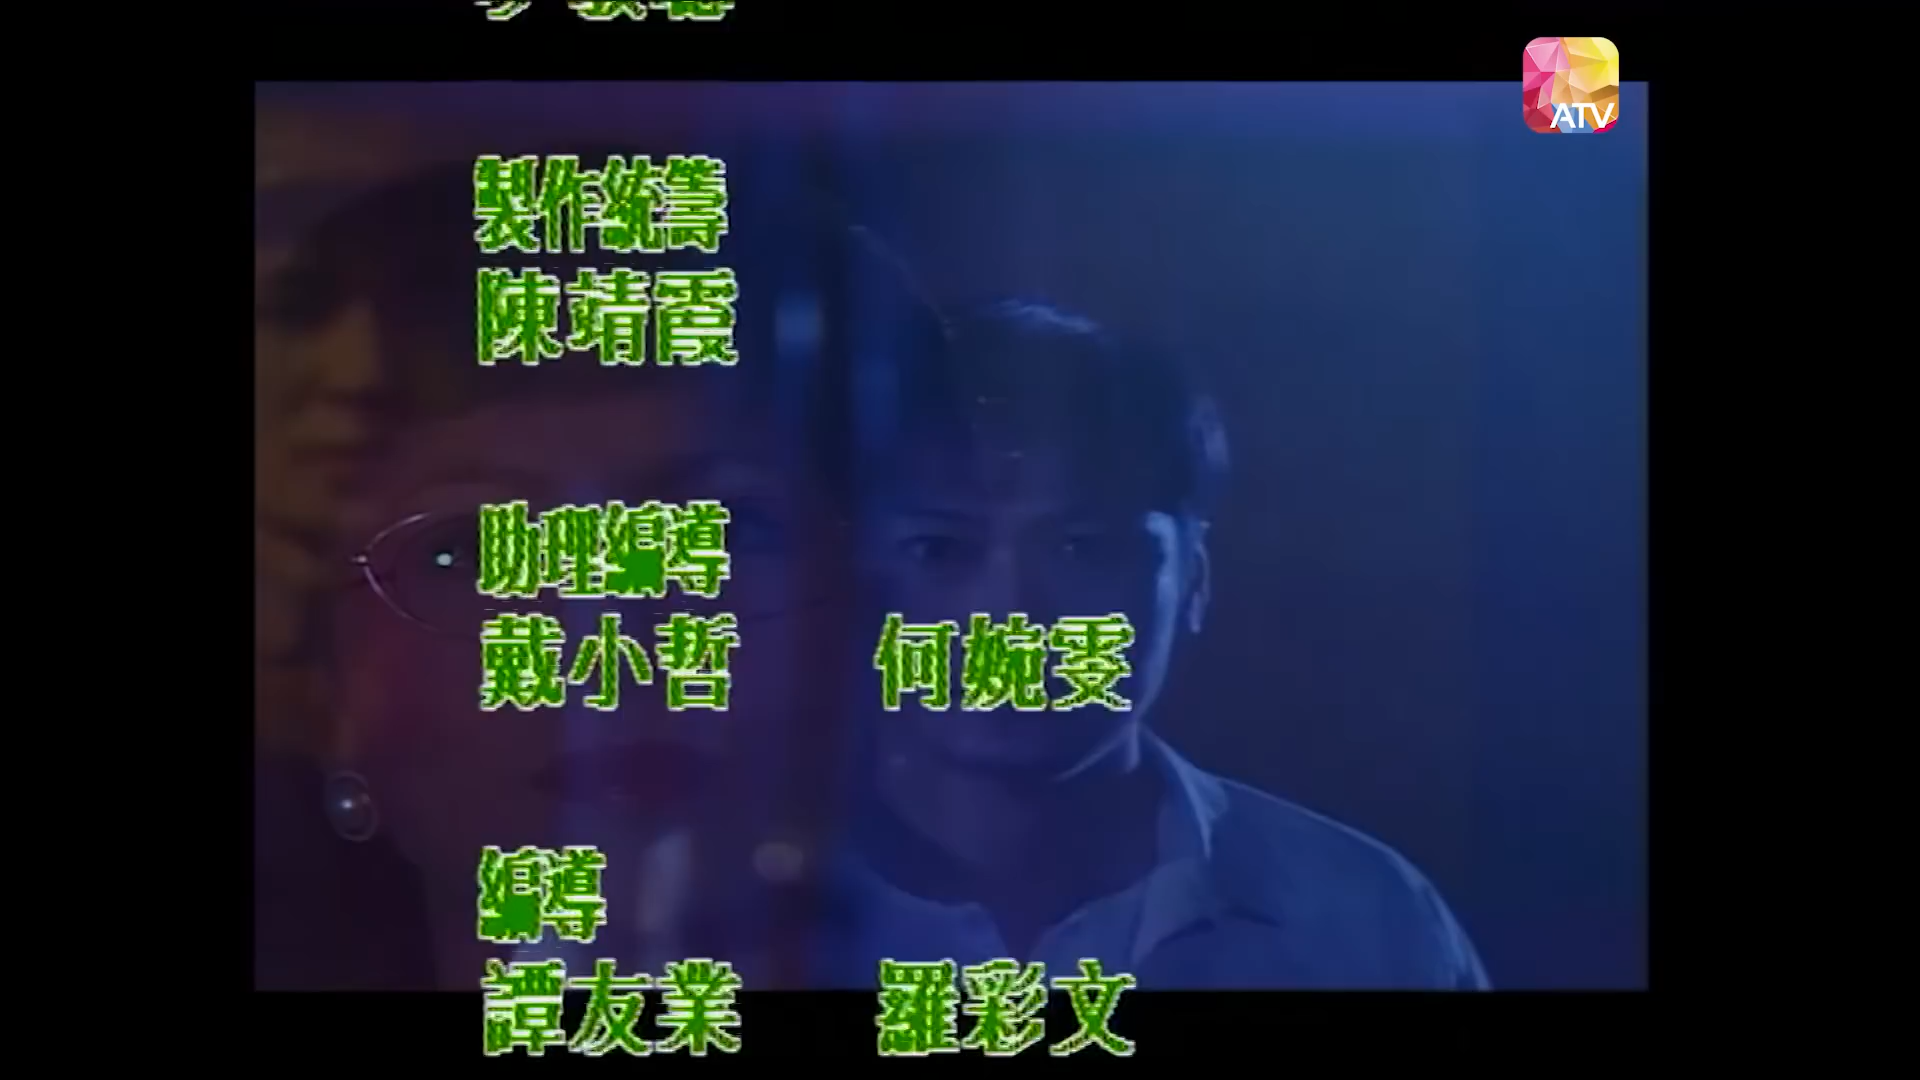 ATV
製作統籌
陳靖霞
助理編導
戴小哲 何婉雯
編導
譚友業 羅彩文